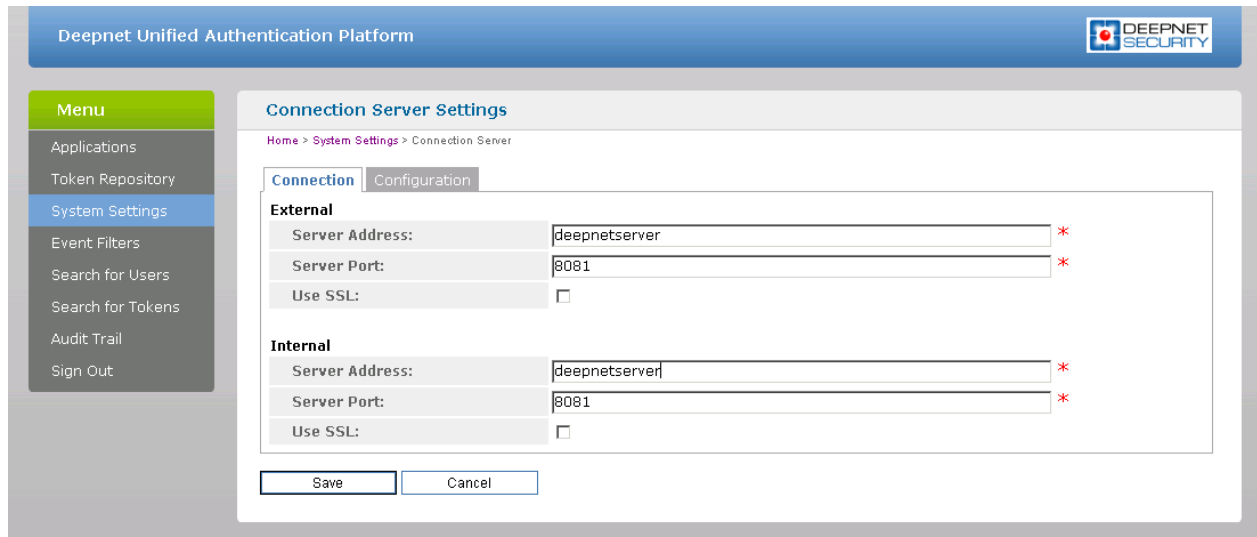 Deepnet Unified Authentication Platform
DEEPNET
SECURITY
Menu
Applications
Token Repository
System Settings
Event Filters
Search for Users
Search for Tokens
Audit Trail
Sign Out
Connection Server Settings
Home > System Settings > Connection Server
Connection Configuration
External
Server Address: deepnetserver *
Server Port: 8081 *
Use SSL:
Internal
Server Address: deepnetserver *
Server Port: 8081 *
Use SSL:
Save Cancel